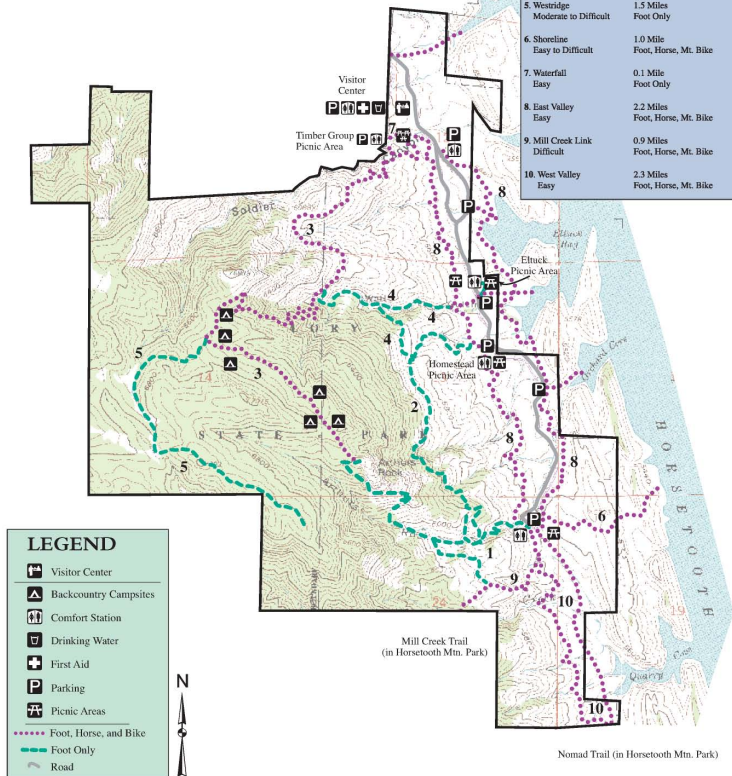 5. Westridge 1.5 Miles
Moderate to Difficult Foot Only
6. Shoreline 1.0 Mile
Easy to Difficult Foot, Horse, Mt. Bike
7. Waterfall 0.1 Mile
Easy Foot Only
8. East Valley 2.2 Miles
Easy Foot, Horse, Mt. Bike
9. Mill Creek Link 0.9 Miles
Difficult Foot, Horse, Mt. Bike
10. West Valley 2.3 Miles
Easy Foot, Horse, Mt. Bike
Visitor
Center
P
Timber Group
Picnic Area
P
7
P
8
Soldier
P
3
8
Eltuck
Bay
Eltuck
Picnic Area
4
4
P
L O R Y
4
P
Orchard Cove
Homestead
Picnic Area
5
14
3
P
2
S T A T E
P A R K
8
8
Arthurs
Rock
5
HORSETOOTH
6
P
1
9
10
24
19
Mill Creek Trail
(in Horsetooth Mtn. Park)
Quarry Cove
10
Nomad Trail (in Horsetooth Mtn. Park)
LEGEND
Visitor Center
Backcountry Campsites
Comfort Station
Drinking Water
First Aid
P Parking
Picnic Areas
Foot, Horse, and Bike
Foot Only
Road
N